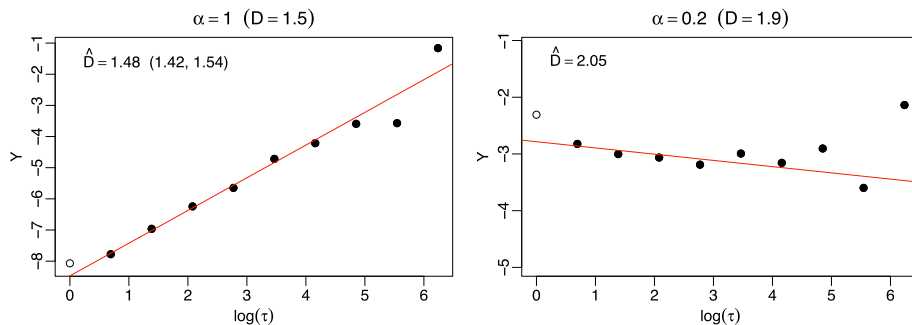 α = 1 (D = 1.5)
D̂ = 1.48 (1.42, 1.54)
Y
-1
-2
-3
-4
-5
-6
-7
-8
0 1 2 3 4 5 6
log(τ)
α = 0.2 (D = 1.9)
D̂ = 2.05
Y
-1
-2
-3
-4
-5
0 1 2 3 4 5 6
log(τ)